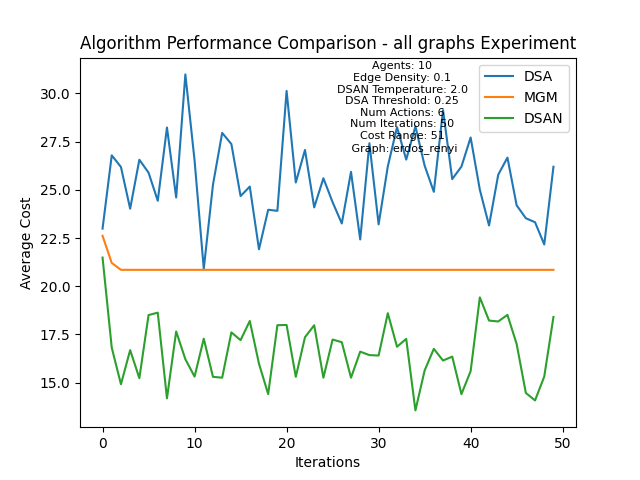 Algorithm Performance Comparison - all graphs Experiment
Agents: 10
Edge Density: 0.1
DSAN Temperature: 2.0
DSA Threshold: 0.25
Num Actions: 6
Num Iterations: 50
Cost Range: 51
Graph: erdos_renyi
DSA
MGM
DSAN
Average Cost
30.0
27.5
25.0
22.5
20.0
17.5
15.0
0
10
20
30
40
50
Iterations